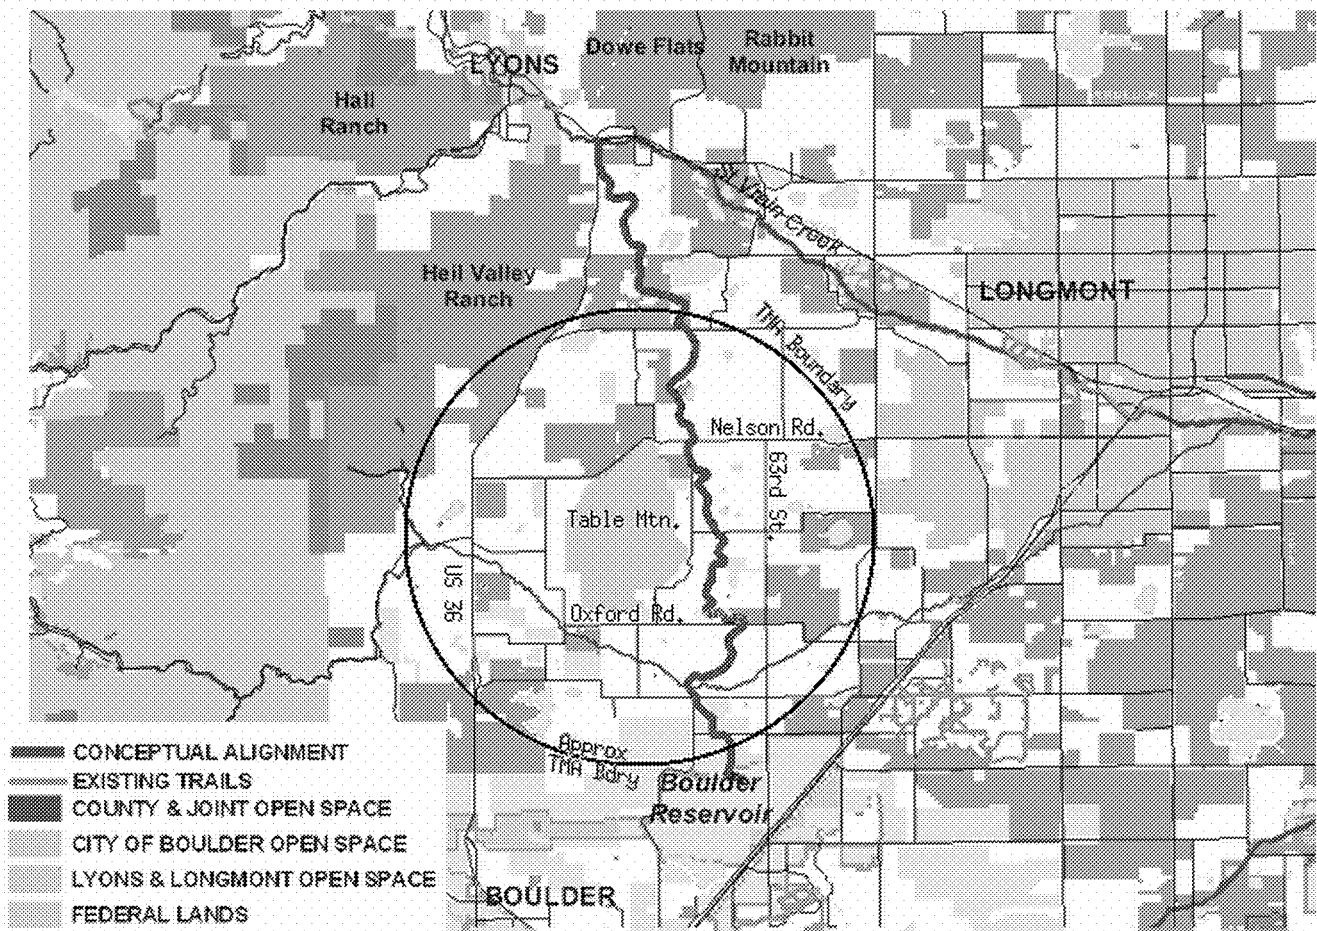 Dowe Flats
Rabbit
Mountain
LYONS
Hall
Ranch
St Vrain Creek
Heil Valley
Ranch
LONGMONT
TMA Boundary
Nelson Rd.
63rd St.
Table Mtn.
US 36
Oxford Rd.
Approx
TMA Bdry
Boulder
Reservoir
BOULDER
CONCEPTUAL ALIGNMENT
EXISTING TRAILS
COUNTY & JOINT OPEN SPACE
CITY OF BOULDER OPEN SPACE
LYONS & LONGMONT OPEN SPACE
FEDERAL LANDS